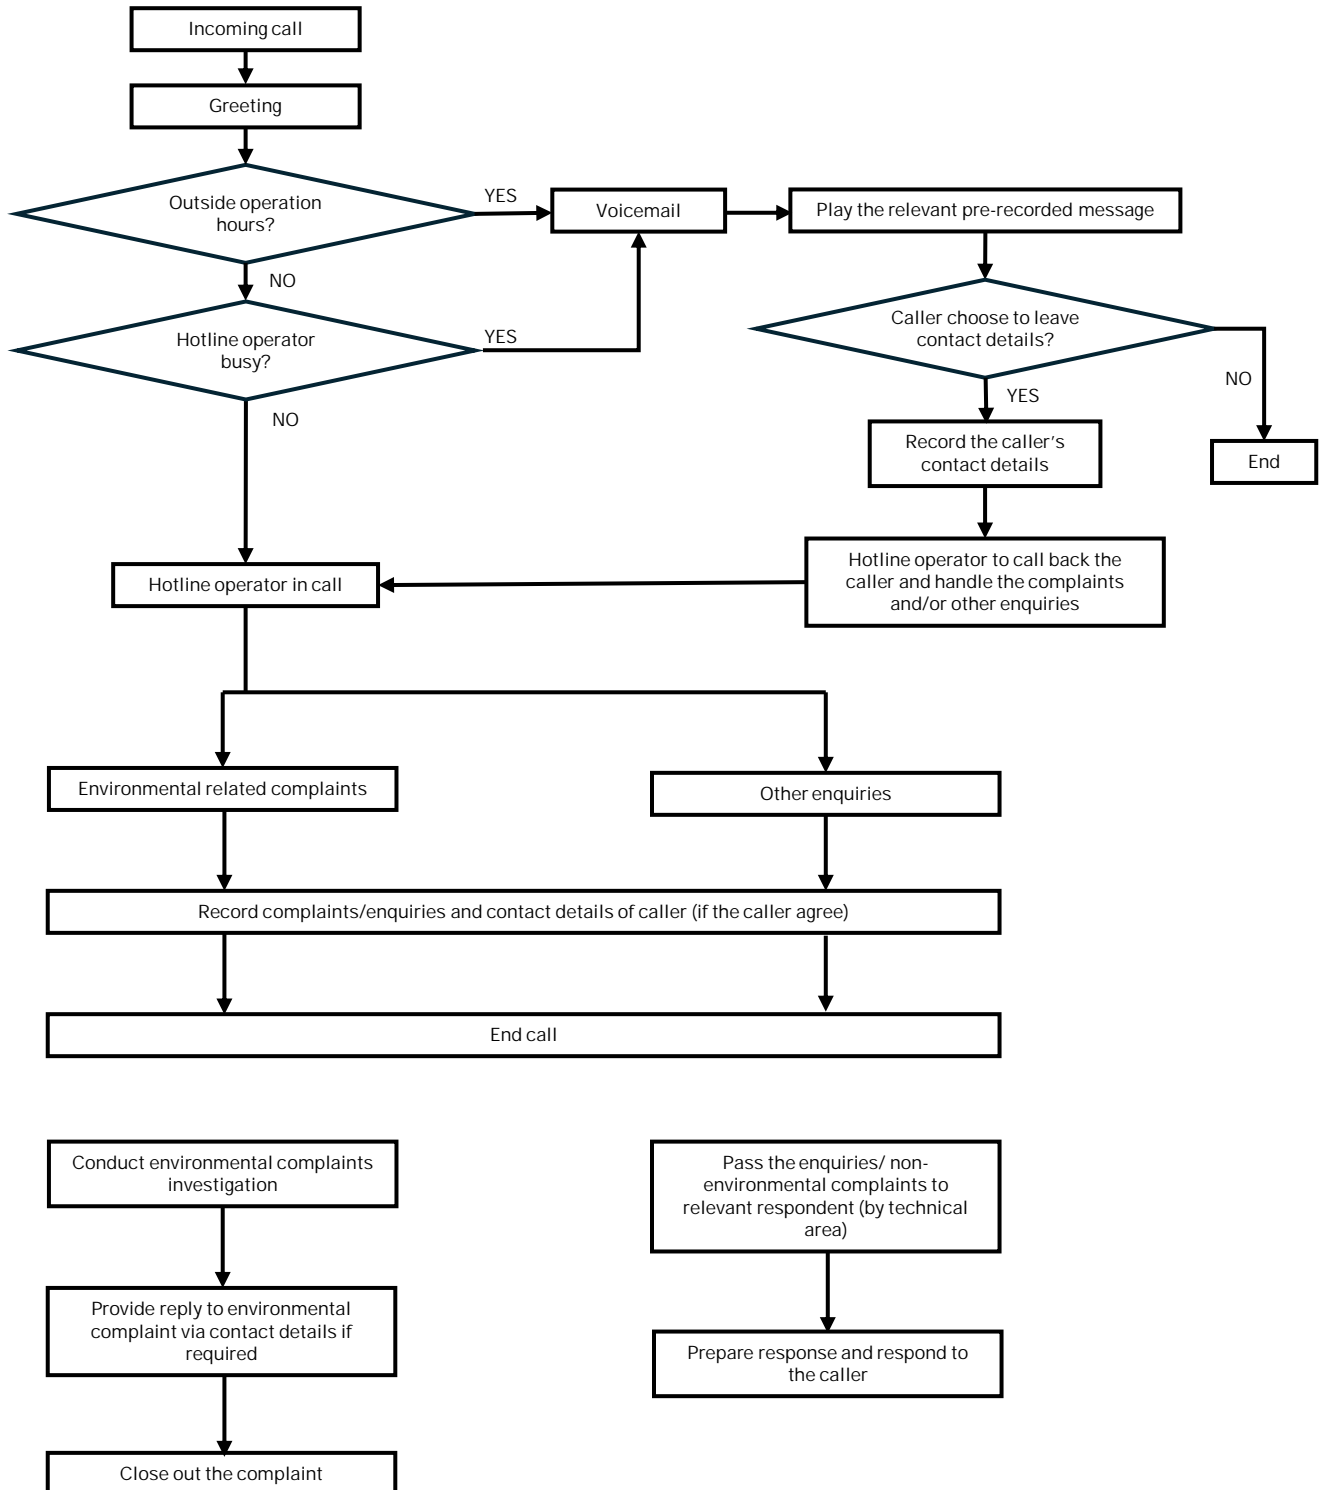 Incoming call
Greeting
Outside operation
hours?
YES
Voicemail
Play the relevant pre-recorded message
NO
Hotline operator
busy?
YES
Caller choose to leave
contact details?
NO
YES
NO
Record the caller's
contact details
End
Hotline operator in call
Hotline operator to call back the
caller and handle the complaints
and/or other enquiries
Environmental related complaints
Other enquiries
Record complaints/enquiries and contact details of caller (if the caller agree)
End call
Conduct environmental complaints
investigation
Pass the enquiries/ non-
environmental complaints to
relevant respondent (by technical
area)
Provide reply to environmental
complaint via contact details if
required
Prepare response and respond to
the caller
Close out the complaint